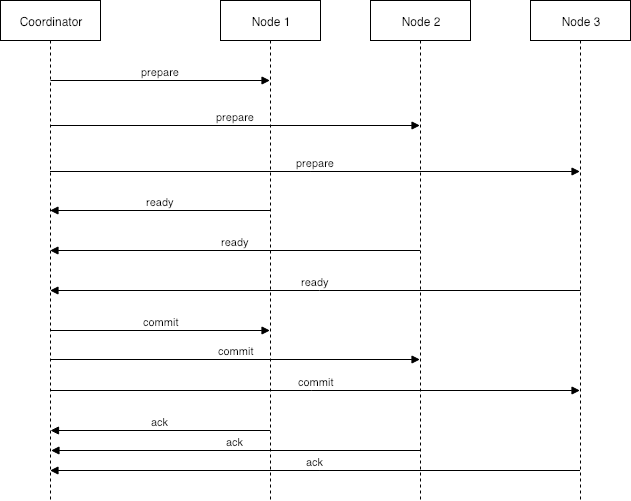 Coordinator
Node 1
Node 2
Node 3
prepare
prepare
prepare
ready
ready
ready
commit
commit
commit
ack
ack
ack